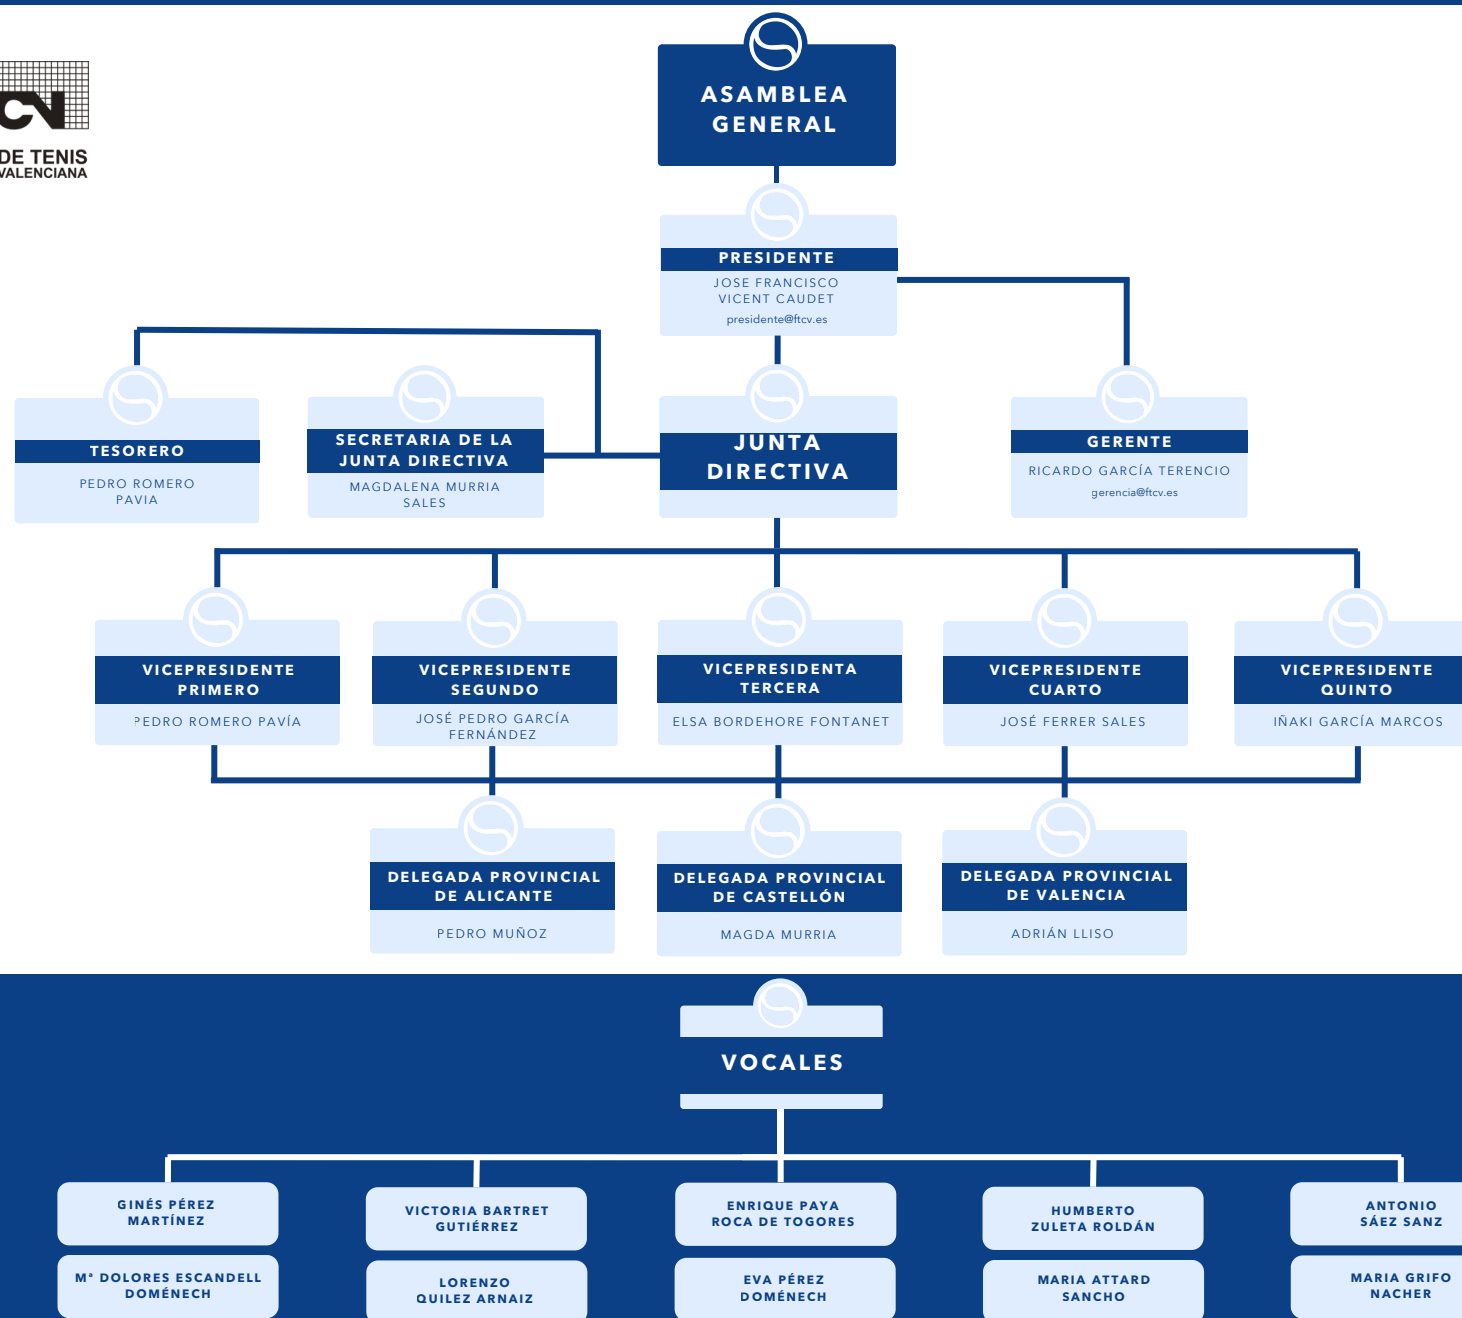 CV
DE TENIS
VALENCIANA
ASAMBLEA
GENERAL
PRESIDENTE
JOSE FRANCISCO
VICENT CAUDET
presidente@ftcv.es
TESORERO
PEDRO ROMERO
PAVIA
SECRETARIA DE LA
JUNTA DIRECTIVA
MAGDALENA MURRIA
SALES
JUNTA
DIRECTIVA
GERENTE
RICARDO GARCÍA TERENCIO
gerencia@ftcv.es
VICEPRESIDENTE
PRIMERO
PEDRO ROMERO PAVÍA
VICEPRESIDENTE
SEGUNDO
JOSÉ PEDRO GARCÍA
FERNÁNDEZ
VICEPRESIDENTA
TERCERA
ELSA BORDEHORE FONTANET
VICEPRESIDENTE
CUARTO
JOSÉ FERRER SALES
VICEPRESIDENTE
QUINTO
IÑAKI GARCÍA MARCOS
DELEGADA PROVINCIAL
DE ALICANTE
PEDRO MUÑOZ
DELEGADA PROVINCIAL
DE CASTELLÓN
MAGDA MURRIA
DELEGADA PROVINCIAL
DE VALENCIA
ADRIÁN LLISO
VOCALES
GINÉS PÉREZ
MARTÍNEZ
VICTORIA BARTRET
GUTIÉRREZ
ENRIQUE PAYA
ROCA DE TOGORES
HUMBERTO
ZULETA ROLDÁN
ANTONIO
SÁEZ SANZ
Mª DOLORES ESCANDELL
DOMÉNECH
LORENZO
QUILEZ ARNAIZ
EVA PÉREZ
DOMÉNECH
MARIA ATTARD
SANCHO
MARIA GRIFO
NACHER